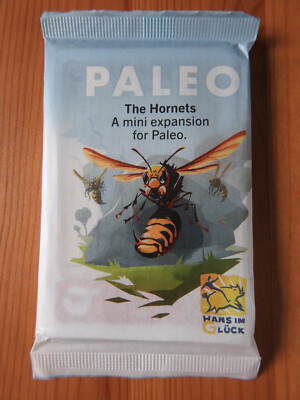 PALEO
The Hornets
A mini expansion
for Paleo.
HANS IM
GLÜCK